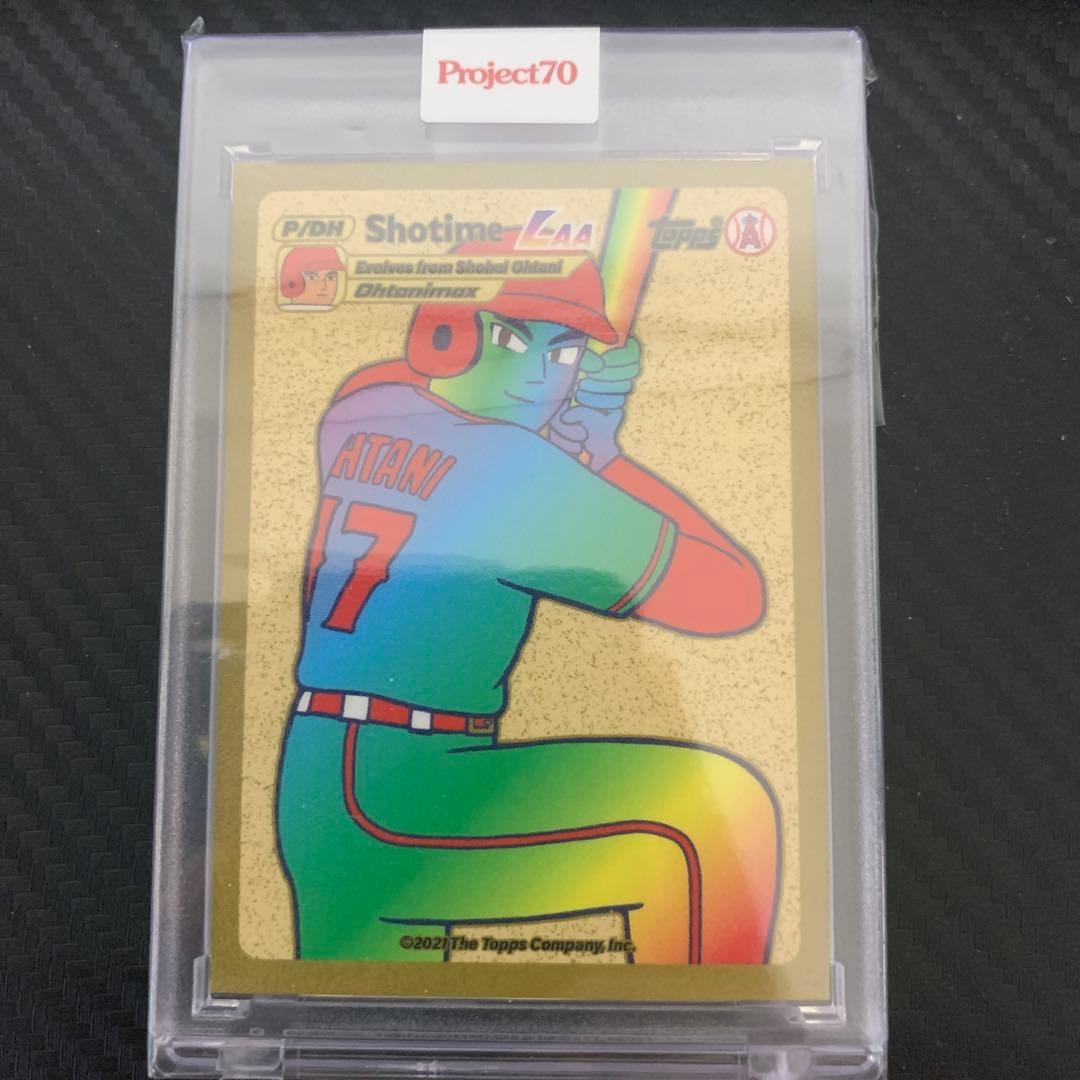 Project70
P/DH Shotime LAA Topps A
Evolves from Shohei Ohtani
Ohtanimax
HTANI
17
©2021 The Topps Company, Inc.